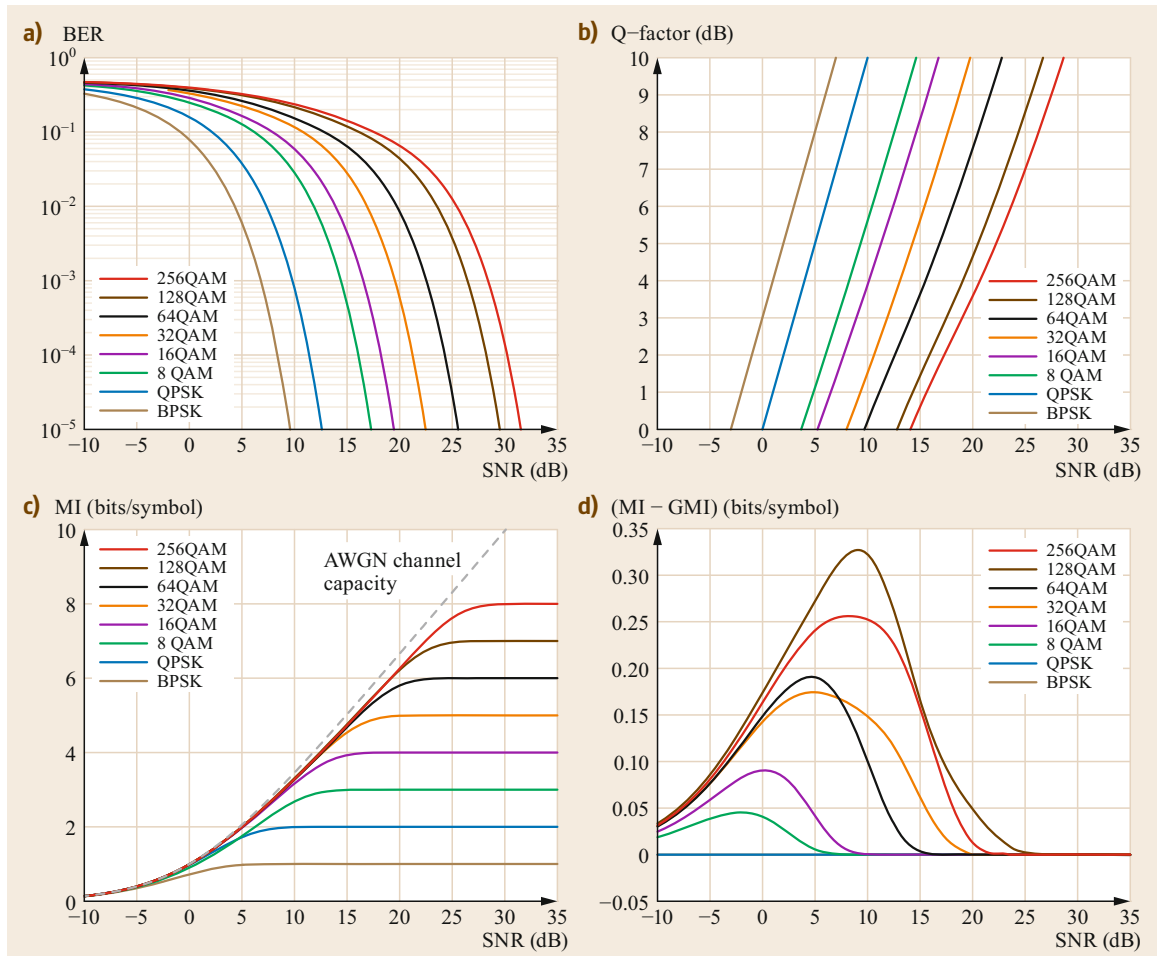 a) BER
10⁰
10⁻¹
10⁻²
10⁻³
10⁻⁴
10⁻⁵
256QAM
128QAM
64QAM
32QAM
16QAM
8 QAM
QPSK
BPSK
−10 −5 0 5 10 15 20 25 30 35
SNR (dB)
b) Q−factor (dB)
10
9
8
7
6
5
4
3
2
1
0
256QAM
128QAM
64QAM
32QAM
16QAM
8 QAM
QPSK
BPSK
−10 −5 0 5 10 15 20 25 30 35
SNR (dB)
c) MI (bits/symbol)
10
8
6
4
2
0
256QAM
128QAM
64QAM
32QAM
16QAM
8 QAM
QPSK
BPSK
AWGN channel
capacity
−10 −5 0 5 10 15 20 25 30 35
SNR (dB)
d) (MI − GMI) (bits/symbol)
0.35
0.30
0.25
0.20
0.15
0.10
0.05
0
−0.05
256QAM
128QAM
64QAM
32QAM
16QAM
8 QAM
QPSK
BPSK
−10 −5 0 5 10 15 20 25 30 35
SNR (dB)